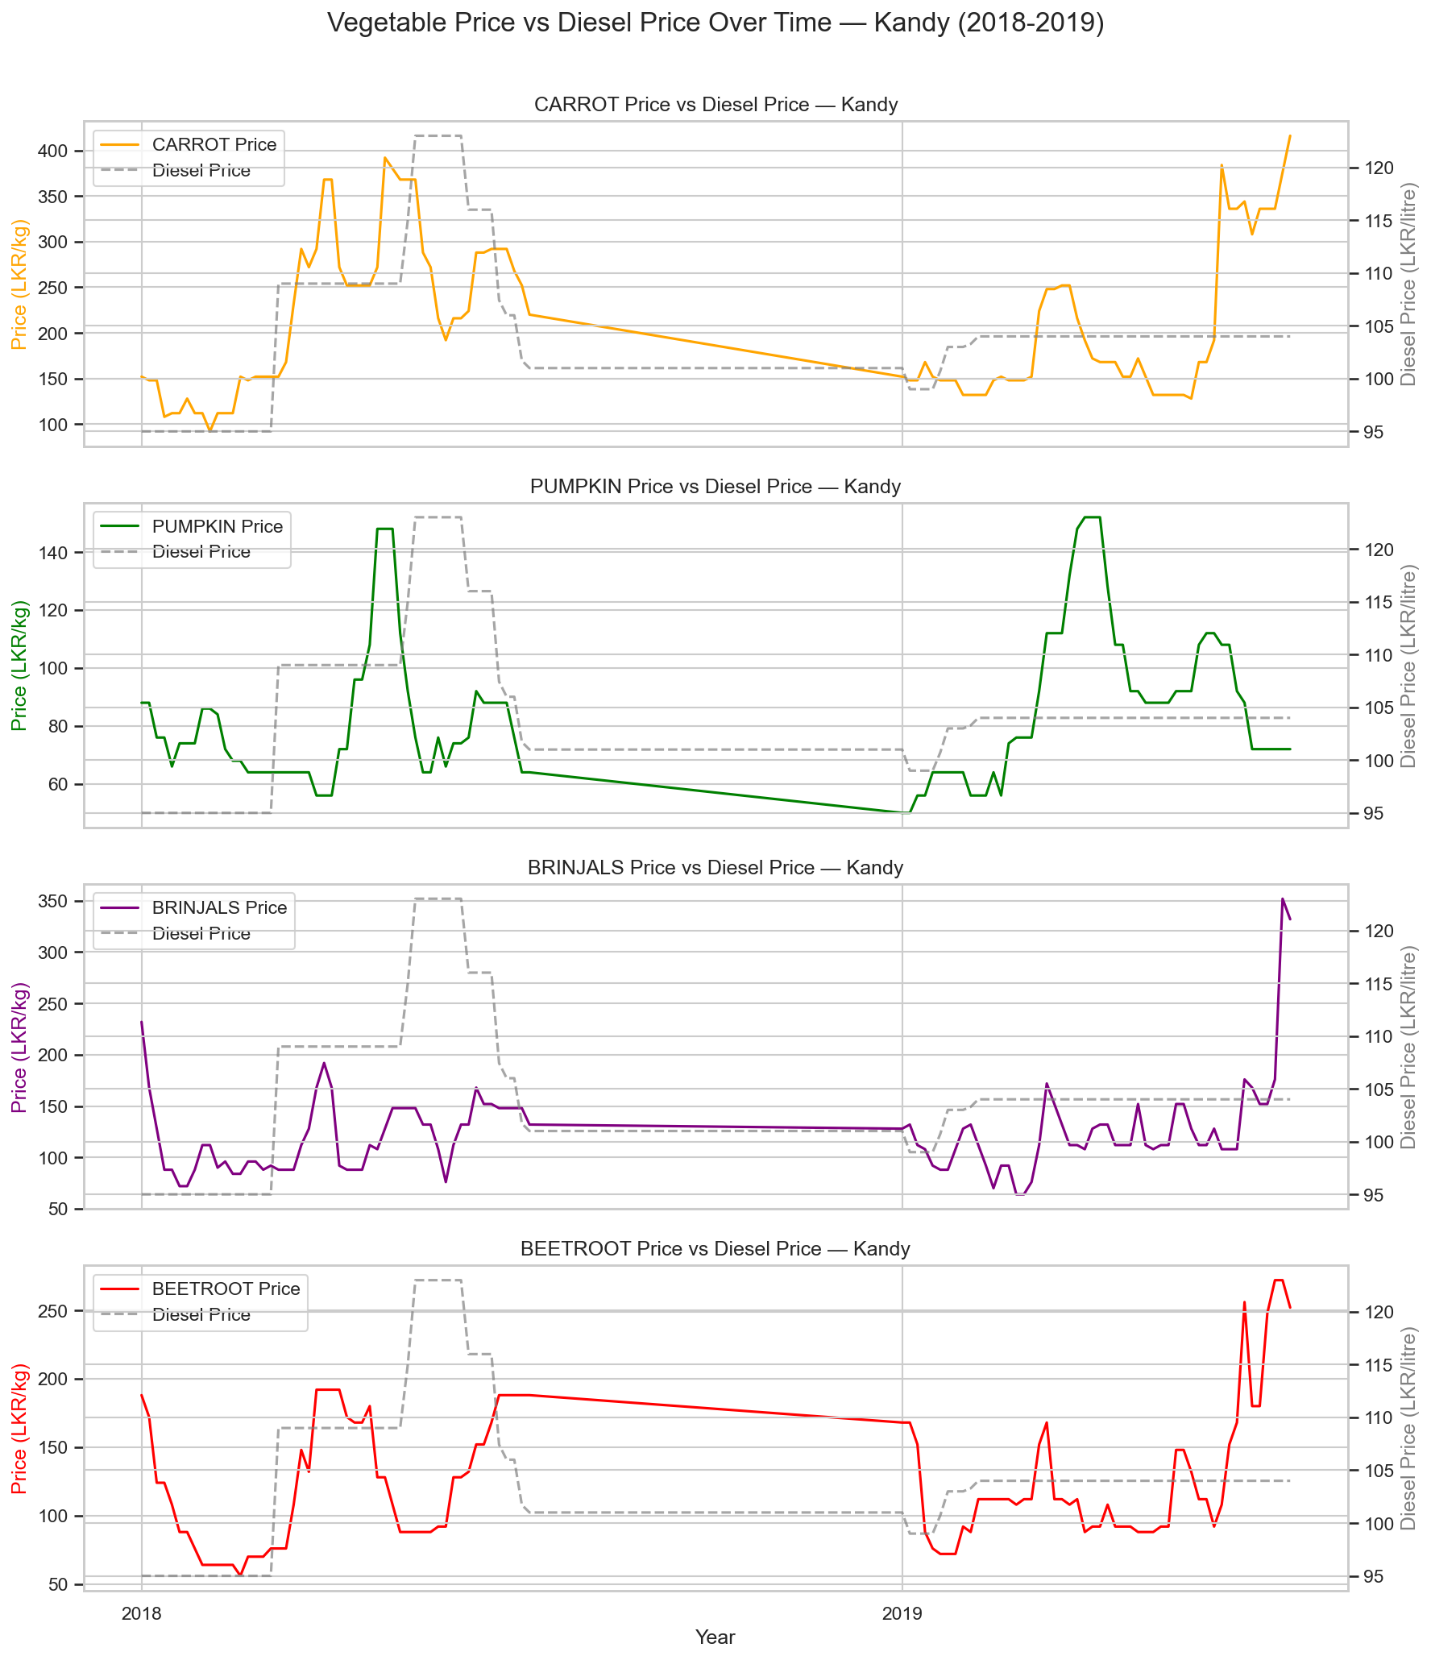 Vegetable Price vs Diesel Price Over Time — Kandy (2018-2019)
CARROT Price vs Diesel Price — Kandy
CARROT Price
Diesel Price
400
350
300
250
200
150
100
Price (LKR/kg)
120
115
110
105
100
95
Diesel Price (LKR/litre)
PUMPKIN Price vs Diesel Price — Kandy
PUMPKIN Price
Diesel Price
140
120
100
80
60
Price (LKR/kg)
120
115
110
105
100
95
Diesel Price (LKR/litre)
BRINJALS Price vs Diesel Price — Kandy
BRINJALS Price
Diesel Price
350
300
250
200
150
100
50
Price (LKR/kg)
120
115
110
105
100
95
Diesel Price (LKR/litre)
BEETROOT Price vs Diesel Price — Kandy
BEETROOT Price
Diesel Price
250
200
150
100
50
Price (LKR/kg)
120
115
110
105
100
95
Diesel Price (LKR/litre)
2018
2019
Year